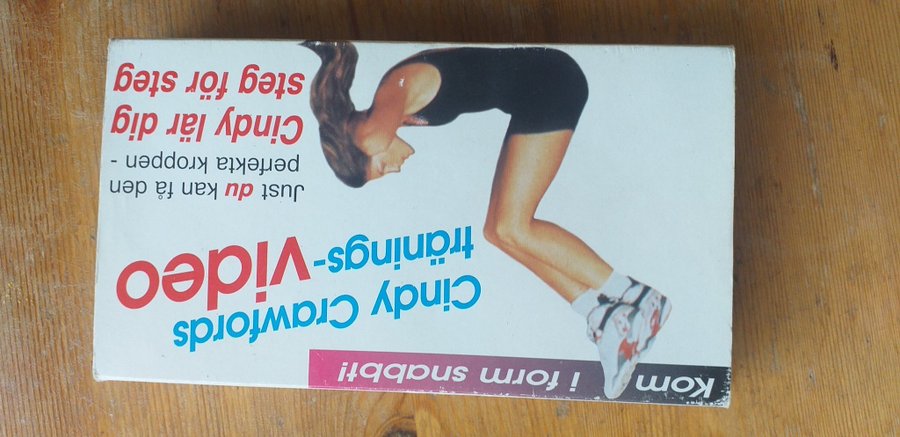 Kom i form snabbt!
Cindy Crawfords
tränings-video
Just du kan få den
perfekta kroppen -
Cindy lär dig
steg för steg